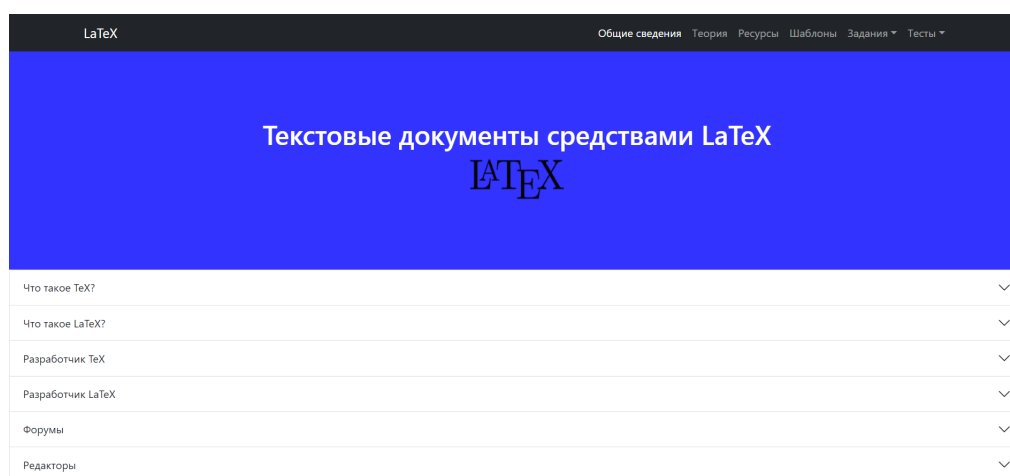 LaTeX Общие сведения Теория Ресурсы Шаблоны Задания Тесты
Текстовые документы средствами LaTeX
LATEX
Что такое TeX?
Что такое LaTeX?
Разработчик TeX
Разработчик LaTeX
Форумы
Редакторы